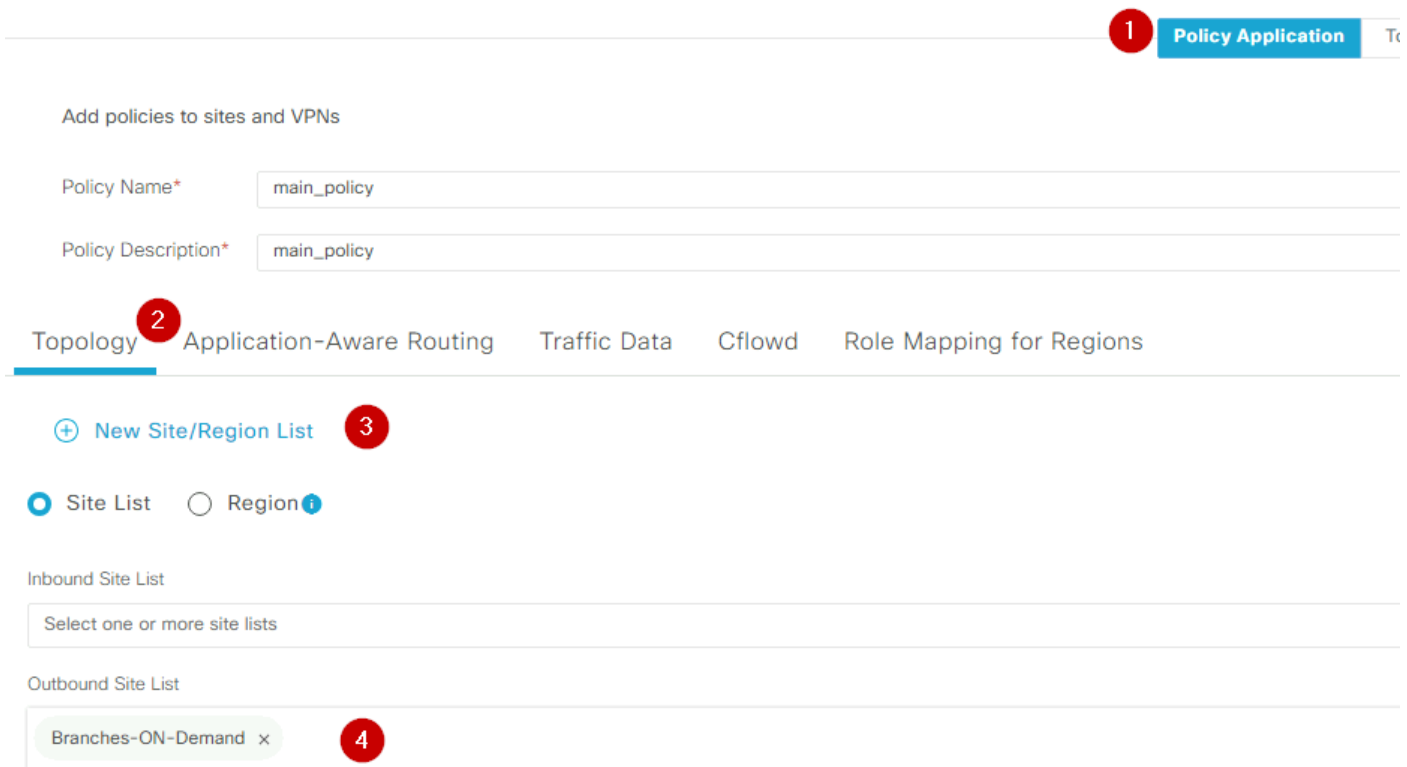 1 Policy Application
Add policies to sites and VPNs
Policy Name* main_policy
Policy Description* main_policy
2
Topology Application-Aware Routing Traffic Data Cflowd Role Mapping for Regions
New Site/Region List 3
Site List Region i
Inbound Site List
Select one or more site lists
Outbound Site List
Branches-ON-Demand × 4